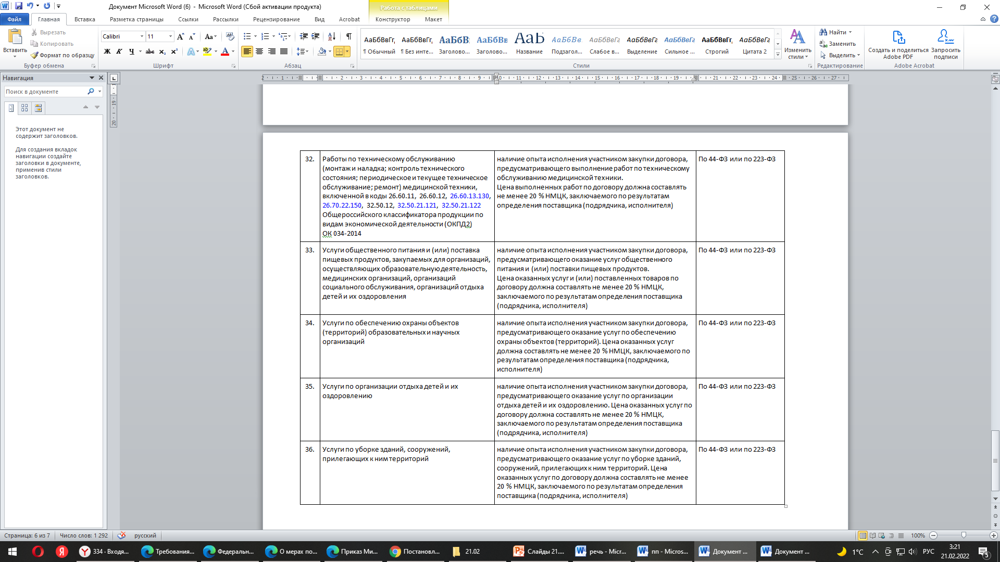 Документ Microsoft Word (6) - Microsoft Word (Сбой активации продукта)
Работа с таблицами
Файл
Главная
Вставка
Разметка страницы
Ссылки
Рассылки
Рецензирование
Вид
Acrobat
Конструктор
Макет
Вставить
Вырезать
Копировать
Формат по образцу
Буфер обмена
Calibri
11
Шрифт
Абзац
АаБбВвГг, АаБбВвГг, АаБбВ АаБбВв АаБ АаБбВв. АаБбВвГг АаБбВвГг АаБбВвГг АаБбВвГг, АаБбВвГг
¶ Обычный
¶ Без инте...
Заголово...
Заголово...
Название
Подзагол...
Слабое в...
Выделение
Сильное ...
Строгий
Цитата 2
Стили
Изменить
стили
Найти
Заменить
Выделить
Редактирование
Создать и поделиться
Adobe PDF
Запросить
подписи
Adobe Acrobat
Навигация
Поиск в документе
Этот документ не
содержит заголовков.
Для создания вкладок
навигации создайте
заголовки в документе,
применив стили
заголовков.
32.
Работы по техническому обслуживанию
(монтаж и наладка; контроль технического
состояния; периодическое и текущее техническое
обслуживание; ремонт) медицинской техники,
включенной в коды 26.60.11, 26.60.12, 26.60.13.130,
26.70.22.150, 32.50.12, 32.50.21.121, 32.50.21.122
Общероссийского классификатора продукции по
видам экономической деятельности (ОКПД2)
ОК 034-2014
наличие опыта исполнения участником закупки договора,
предусматривающего выполнение работ по техническому
обслуживанию медицинской техники.
Цена выполненных работ по договору должна составлять
не менее 20 % НМЦК, заключаемого по результатам
определения поставщика (подрядчика, исполнителя)
По 44-ФЗ или по 223-ФЗ
33.
Услуги общественного питания и (или) поставка
пищевых продуктов, закупаемых для организаций,
осуществляющих образовательную деятельность,
медицинских организаций, организаций
социального обслуживания, организаций отдыха
детей и их оздоровления
наличие опыта исполнения участником закупки договора,
предусматривающего оказание услуг общественного
питания и (или) поставки пищевых продуктов.
Цена оказанных услуг и (или) поставленных товаров по
договору должна составлять не менее 20 % НМЦК,
заключаемого по результатам определения поставщика
(подрядчика, исполнителя)
По 44-ФЗ или по 223-ФЗ
34.
Услуги по обеспечению охраны объектов
(территорий) образовательных и научных
организаций
наличие опыта исполнения участником закупки договора,
предусматривающего оказание услуг по обеспечению
охраны объектов (территорий). Цена оказанных услуг
должна составлять не менее 20 % НМЦК, заключаемого по
результатам определения поставщика (подрядчика,
исполнителя)
По 44-ФЗ или по 223-ФЗ
35.
Услуги по организации отдыха детей и их
оздоровлению
наличие опыта исполнения участником закупки договора,
предусматривающего оказание услуг по организации
отдыха детей и их оздоровлению. Цена оказанных услуг по
договору должна составлять не менее 20 % НМЦК,
заключаемого по результатам определения поставщика
(подрядчика, исполнителя)
По 44-ФЗ или по 223-ФЗ
36.
Услуги по уборке зданий, сооружений,
прилегающих к ним территорий
наличие опыта исполнения участником закупки договора,
предусматривающего оказание услуг по уборке зданий,
сооружений, прилегающих к ним территорий. Цена
оказанных услуг по договору должна составлять не менее
20 % НМЦК, заключаемого по результатам определения
поставщика (подрядчика, исполнителя)
По 44-ФЗ или по 223-ФЗ
Страница: 6 из 7
Число слов: 1 292
русский
100%
334 · Входя...
Требования...
Федеральн...
О мерах по...
Приказ Ми...
Постановл...
21.02
Слайды 21....
речь - Micr...
пп - Micros...
Документ ...
Документ ...
1°C
РУС
3:21
21.02.2022
5